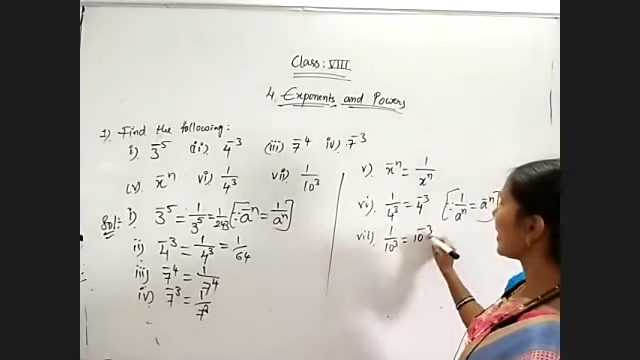 Class: VIII
4. Exponents and Powers
1) Find the following:
i) 3⁻⁵ (ii) 4⁻³ (iii) 7⁻⁴ iv) 7⁻³
(v) x⁻ⁿ vi) 1/4³ vii) 1/10³
Sol: i) 3⁻⁵ = 1/3⁵ = 1/243 [∵ a⁻ⁿ = 1/aⁿ]
ii) 4⁻³ = 1/4³ = 1/64
iii) 7⁻⁴ = 1/7⁴
iv) 7⁻³ = 1/7³
v) x⁻ⁿ = 1/xⁿ
vi) 1/4³ = 4⁻³ [∵ 1/aⁿ = a⁻ⁿ]
vii) 1/10³ = 10⁻³